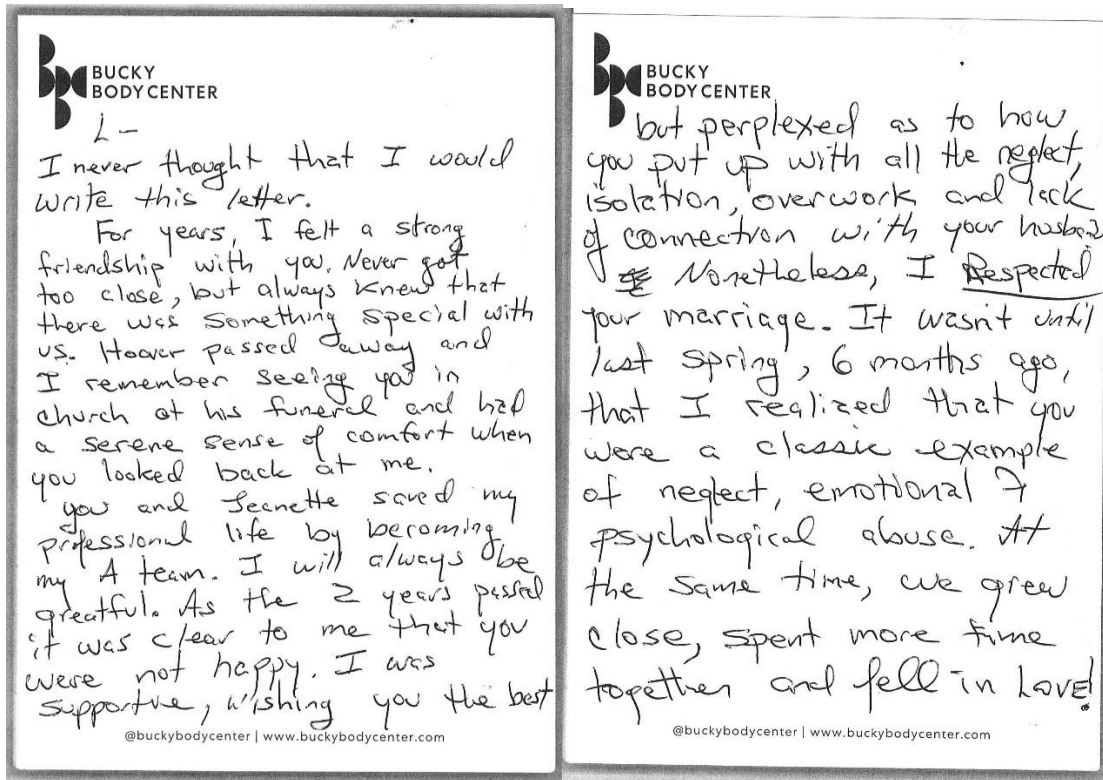 BUCKY
BODY CENTER
L -
I never thought that I would
write this letter.
For years, I felt a strong
friendship with you. Never got
too close, but always knew that
there was something special with
us. Hoover passed away and
I remember seeing you in
church at his funeral and had
a serene sense of comfort when
you looked back at me.
you and Jeanette saved my
professional life by becoming
my A team. I will always be
greatful. As the 2 years passed
it was clear to me that you
were not happy. I was
supportive, wishing you the best
@buckybodycenter | www.buckybodycenter.com
BUCKY
BODY CENTER
but perplexed as to how
you put up with all the neglect,
isolation, overwork and lack
of connection with your
Nonetheless, I Respected
your marriage. It wasn't until
last spring, 6 months ago,
that I realized that you
were a classic example
of neglect, emotional &
psychological abuse. At
the same time, we grew
close, spent more time
together and fell in Love!
@buckybodycenter | www.buckybodycenter.com